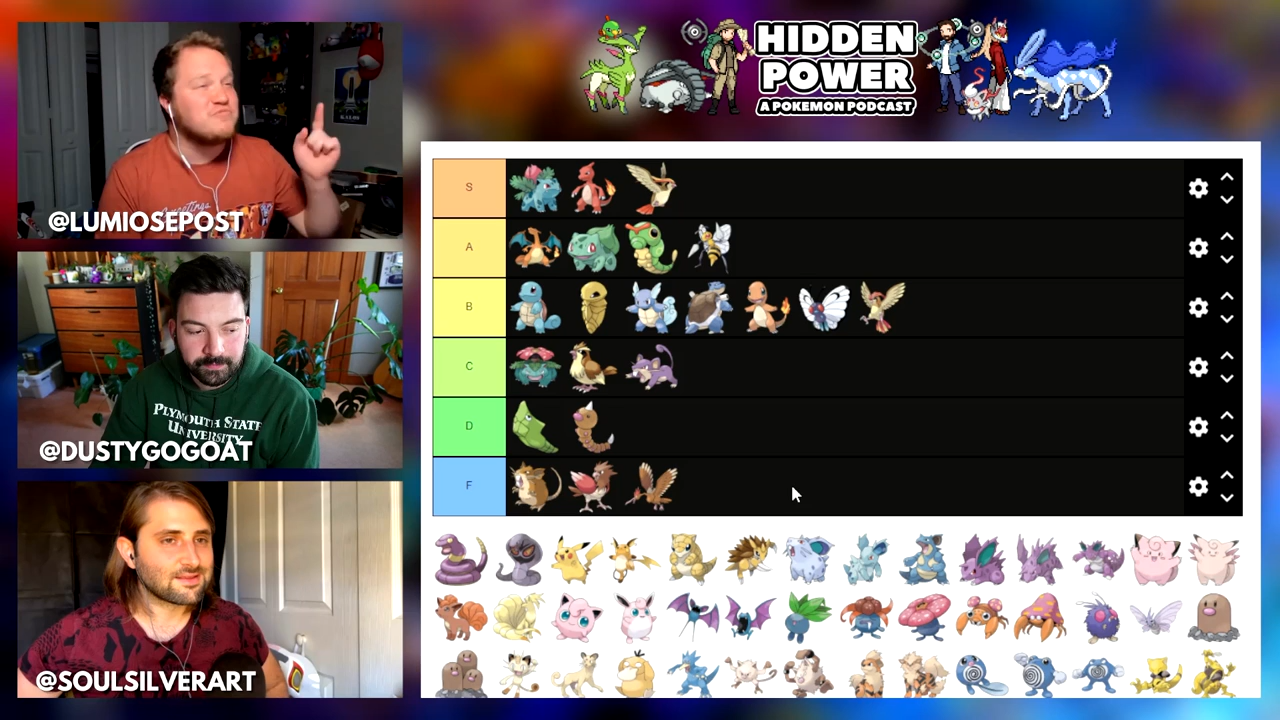 HIDDEN
POWER
A POKEMON PODCAST
@LUMIOSEPOST
PLYMOUTH STATE
UNIVERSITY
@DUSTYGOGOAT
@SOULSILVERART
S
A
B
C
D
F